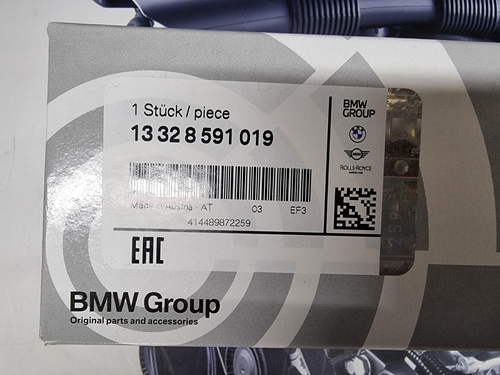 1 Stück / piece
13 32 8 591 019
BMW
GROUP
MINI
ROLLS-ROYCE
Made in Austria - AT 03 EF3
414489872259
EAC
BMW Group
Original parts and accessories